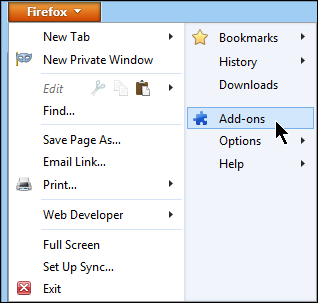 Firefox
New Tab
New Private Window
Edit
Find...
Save Page As...
Email Link...
Print...
Web Developer
Full Screen
Set Up Sync...
Exit
Bookmarks
History
Downloads
Add-ons
Options
Help